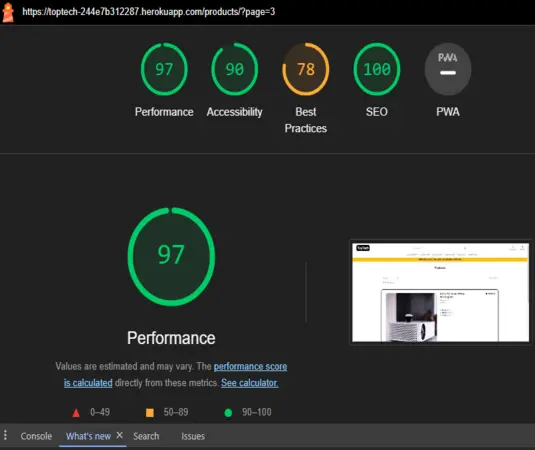 https://toptech-244e7b312287.herokuapp.com/products/?page=3
97 90 78 100 PWA
Performance Accessibility Best Practices SEO PWA
97
Performance
Values are estimated and may vary. The performance score
is calculated directly from these metrics. See calculator.
0–49 50–89 90–100
Console What's new Search Issues